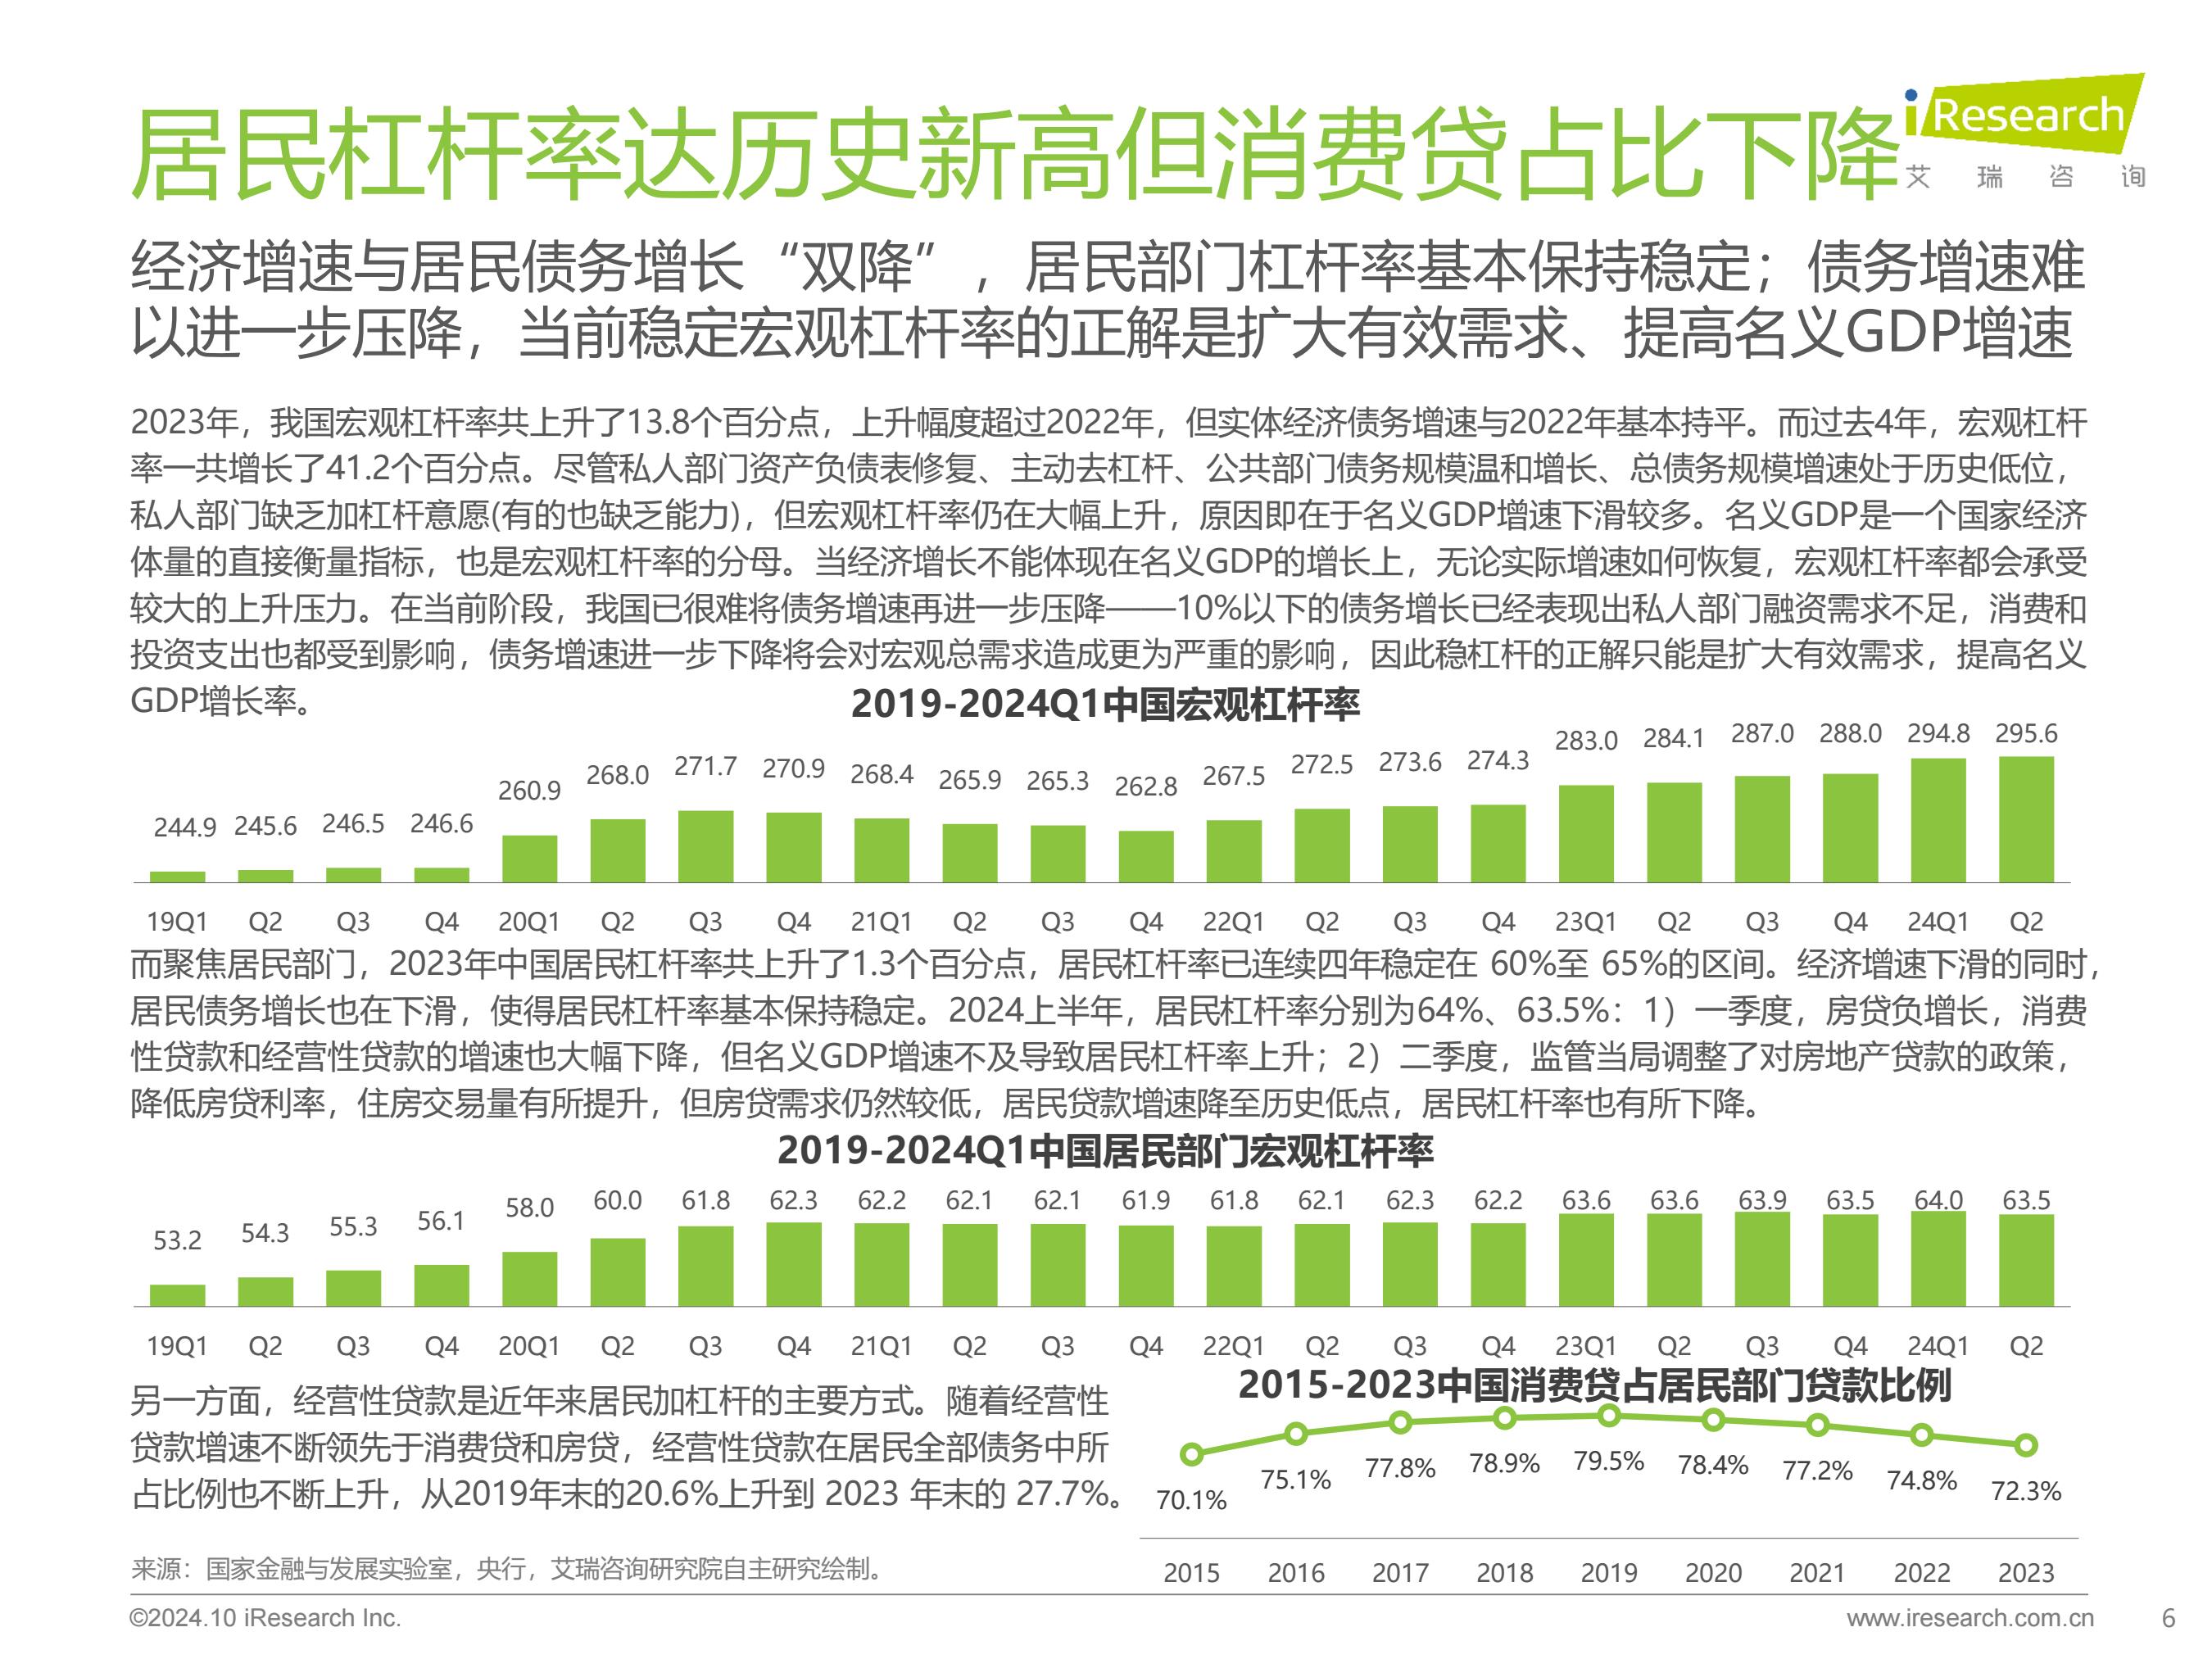 居民杠杆率达历史新高但消费贷占比下降
iResearch
艾 瑞 咨 询
经济增速与居民债务增长“双降”，居民部门杠杆率基本保持稳定；债务增速难
以进一步压降，当前稳定宏观杠杆率的正解是扩大有效需求、提高名义GDP增速
2023年，我国宏观杠杆率共上升了13.8个百分点，上升幅度超过2022年，但实体经济债务增速与2022年基本持平。而过去4年，宏观杠杆
率一共增长了41.2个百分点。尽管私人部门资产负债表修复、主动去杠杆、公共部门债务规模温和增长、总债务规模增速处于历史低位，
私人部门缺乏加杠杆意愿(有的也缺乏能力)，但宏观杠杆率仍在大幅上升，原因即在于名义GDP增速下滑较多。名义GDP是一个国家经济
体量的直接衡量指标，也是宏观杠杆率的分母。当经济增长不能体现在名义GDP的增长上，无论实际增速如何恢复，宏观杠杆率都会承受
较大的上升压力。在当前阶段，我国已很难将债务增速再进一步压降——10%以下的债务增长已经表现出私人部门融资需求不足，消费和
投资支出也都受到影响，债务增速进一步下降将会对宏观总需求造成更为严重的影响，因此稳杠杆的正解只能是扩大有效需求，提高名义
GDP增长率。
2019-2024Q1中国宏观杠杆率
244.9 245.6 246.5 246.6 260.9 268.0 271.7 270.9 268.4 265.9 265.3 262.8 267.5 272.5 273.6 274.3 283.0 284.1 287.0 288.0 294.8 295.6
19Q1 Q2 Q3 Q4 20Q1 Q2 Q3 Q4 21Q1 Q2 Q3 Q4 22Q1 Q2 Q3 Q4 23Q1 Q2 Q3 Q4 24Q1 Q2
而聚焦居民部门，2023年中国居民杠杆率共上升了1.3个百分点，居民杠杆率已连续四年稳定在 60%至 65%的区间。经济增速下滑的同时，
居民债务增长也在下滑，使得居民杠杆率基本保持稳定。2024上半年，居民杠杆率分别为64%、63.5%：1）一季度，房贷负增长，消费
性贷款和经营性贷款的增速也大幅下降，但名义GDP增速不及导致居民杠杆率上升；2）二季度，监管当局调整了对房地产贷款的政策，
降低房贷利率，住房交易量有所提升，但房贷需求仍然较低，居民贷款增速降至历史低点，居民杠杆率也有所下降。
2019-2024Q1中国居民部门宏观杠杆率
53.2 54.3 55.3 56.1 58.0 60.0 61.8 62.3 62.2 62.1 62.1 61.9 61.8 62.1 62.3 62.2 63.6 63.6 63.9 63.5 64.0 63.5
19Q1 Q2 Q3 Q4 20Q1 Q2 Q3 Q4 21Q1 Q2 Q3 Q4 22Q1 Q2 Q3 Q4 23Q1 Q2 Q3 Q4 24Q1 Q2
另一方面，经营性贷款是近年来居民加杠杆的主要方式。随着经营性
贷款增速不断领先于消费贷和房贷，经营性贷款在居民全部债务中所
占比例也不断上升，从2019年末的20.6%上升到 2023 年末的 27.7%。
2015-2023中国消费贷占居民部门贷款比例
70.1% 75.1% 77.8% 78.9% 79.5% 78.4% 77.2% 74.8% 72.3%
2015 2016 2017 2018 2019 2020 2021 2022 2023
来源：国家金融与发展实验室，央行，艾瑞咨询研究院自主研究绘制。
©2024.10 iResearch Inc.
www.iresearch.com.cn
6